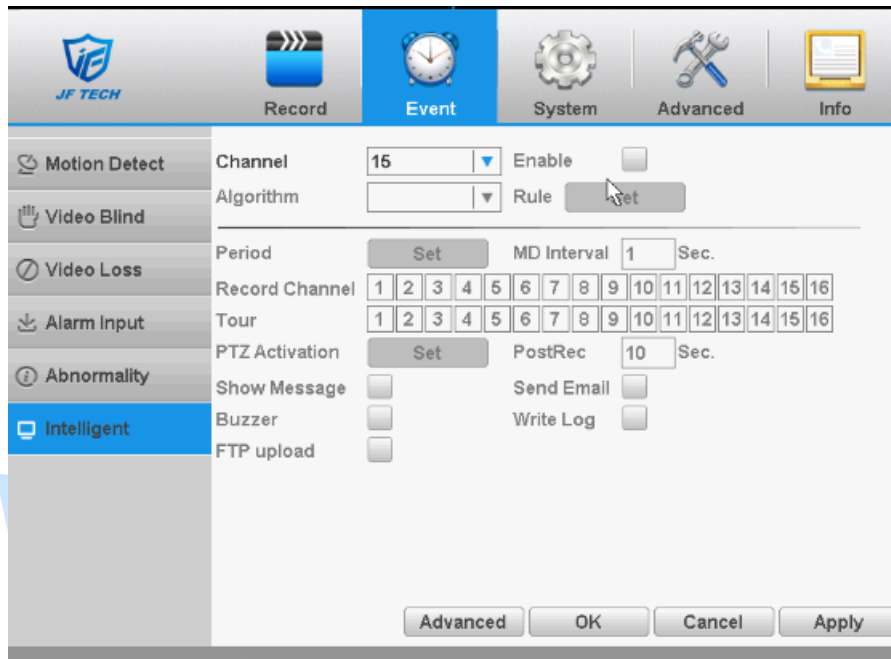 JF TECH
Record Event System Advanced Info
Motion Detect
Video Blind
Video Loss
Alarm Input
Abnormality
Intelligent
Channel 15 Enable
Algorithm Rule
Period Set MD Interval 1 Sec.
Record Channel 1 2 3 4 5 6 7 8 9 10 11 12 13 14 15 16
Tour 1 2 3 4 5 6 7 8 9 10 11 12 13 14 15 16
PTZ Activation Set PostRec 10 Sec.
Show Message Send Email
Buzzer Write Log
FTP upload
Advanced OK Cancel Apply